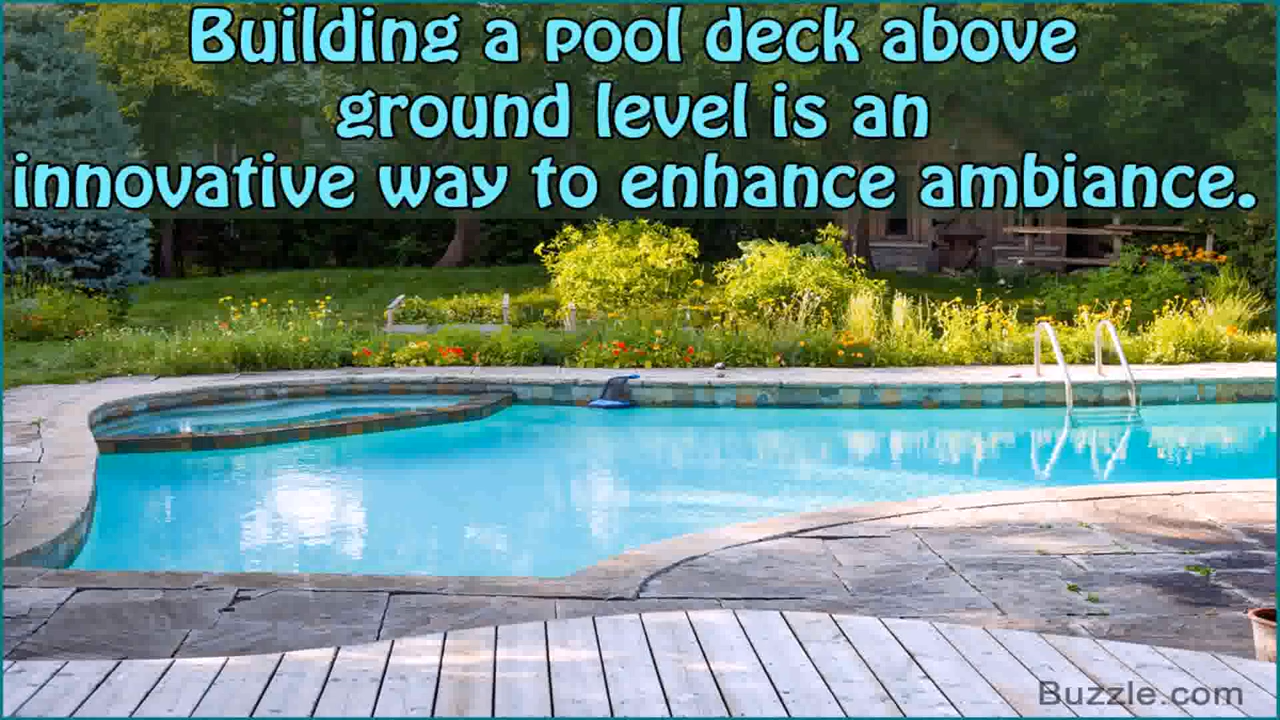 Building a pool deck above
ground level is an
innovative way to enhance ambiance.
Buzzle.com